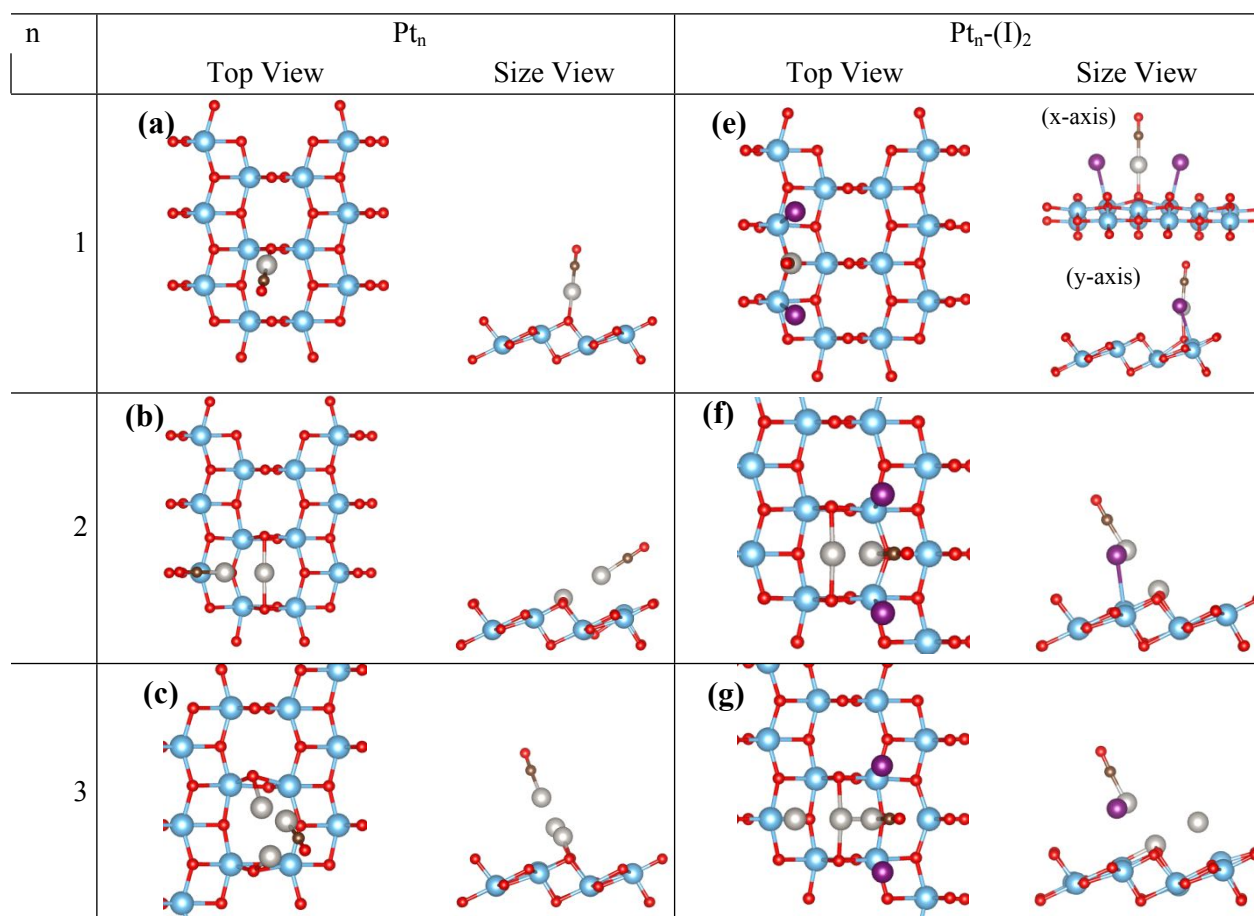 n Ptₙ Ptₙ-(I)₂
Top View Size View Top View Size View
1 (a) (e) (x-axis)
(y-axis)
2 (b) (f)
3 (c) (g)